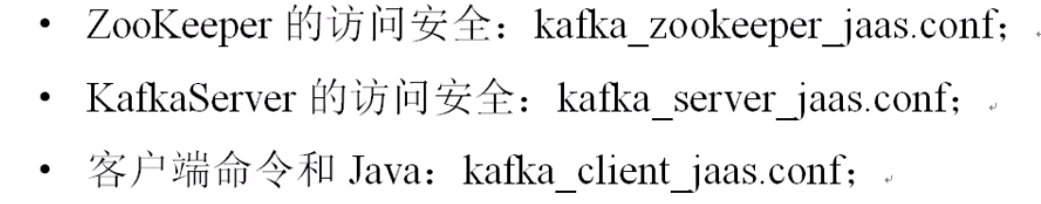 • ZooKeeper 的访问安全：kafka_zookeeper_jaas.conf；
• KafkaServer 的访问安全：kafka_server_jaas.conf；
• 客户端命令和 Java：kafka_client_jaas.conf；